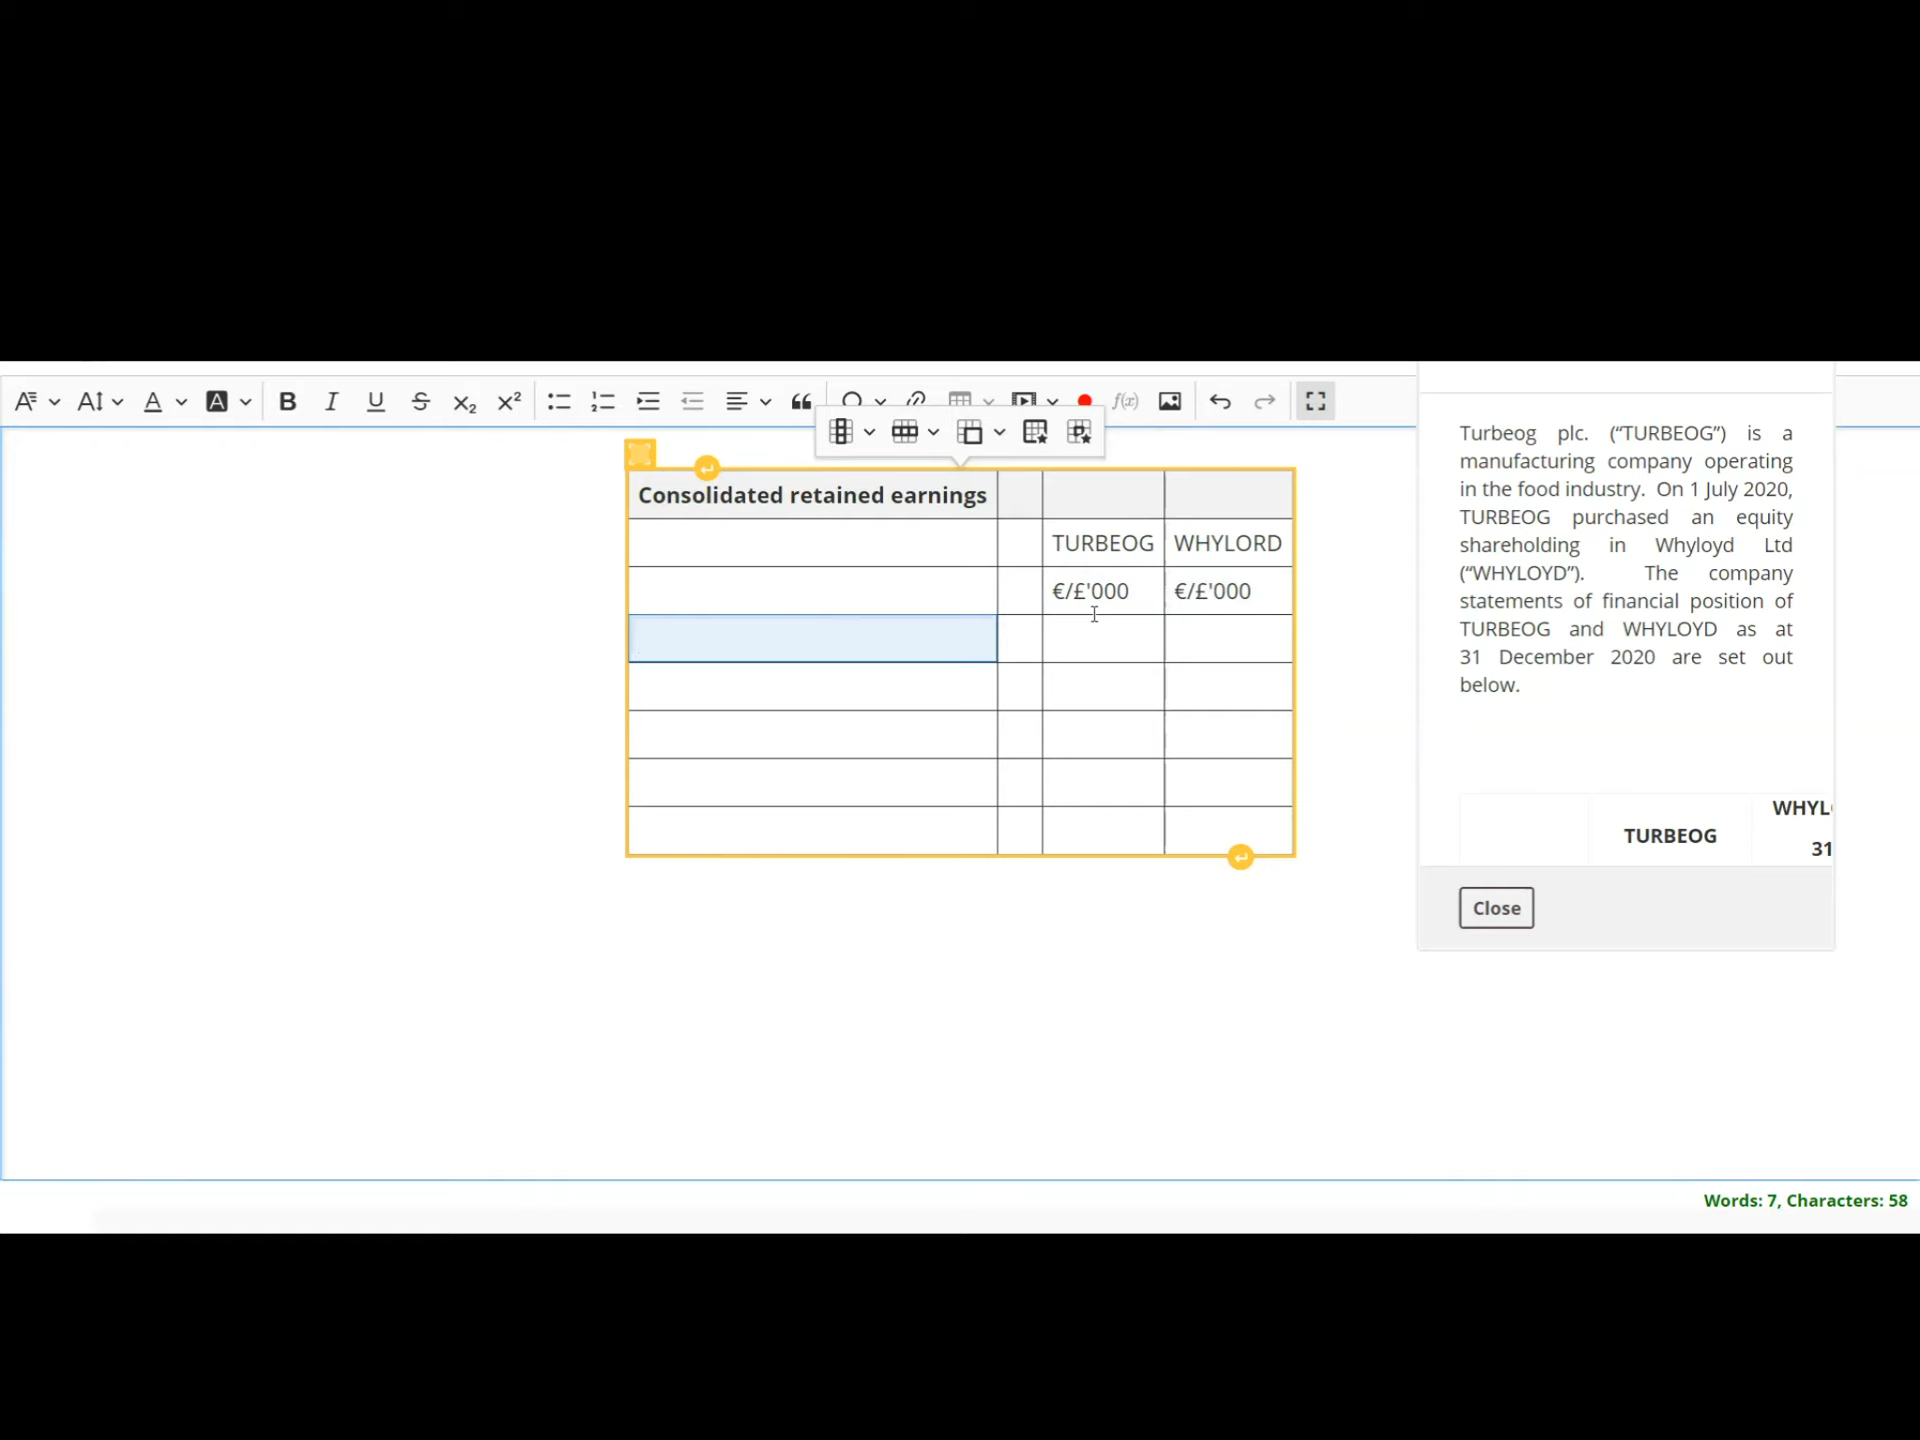 Consolidated retained earnings
TURBEOG WHYLORD
€/£'000 €/£'000
Turbeog plc. (“TURBEOG”) is a
manufacturing company operating
in the food industry. On 1 July 2020,
TURBEOG purchased an equity
shareholding in Whyloyd Ltd
(“WHYLOYD”). The company
statements of financial position of
TURBEOG and WHYLOYD as at
31 December 2020 are set out
below.
WHYL
TURBEOG
31
Close
Words: 7, Characters: 58